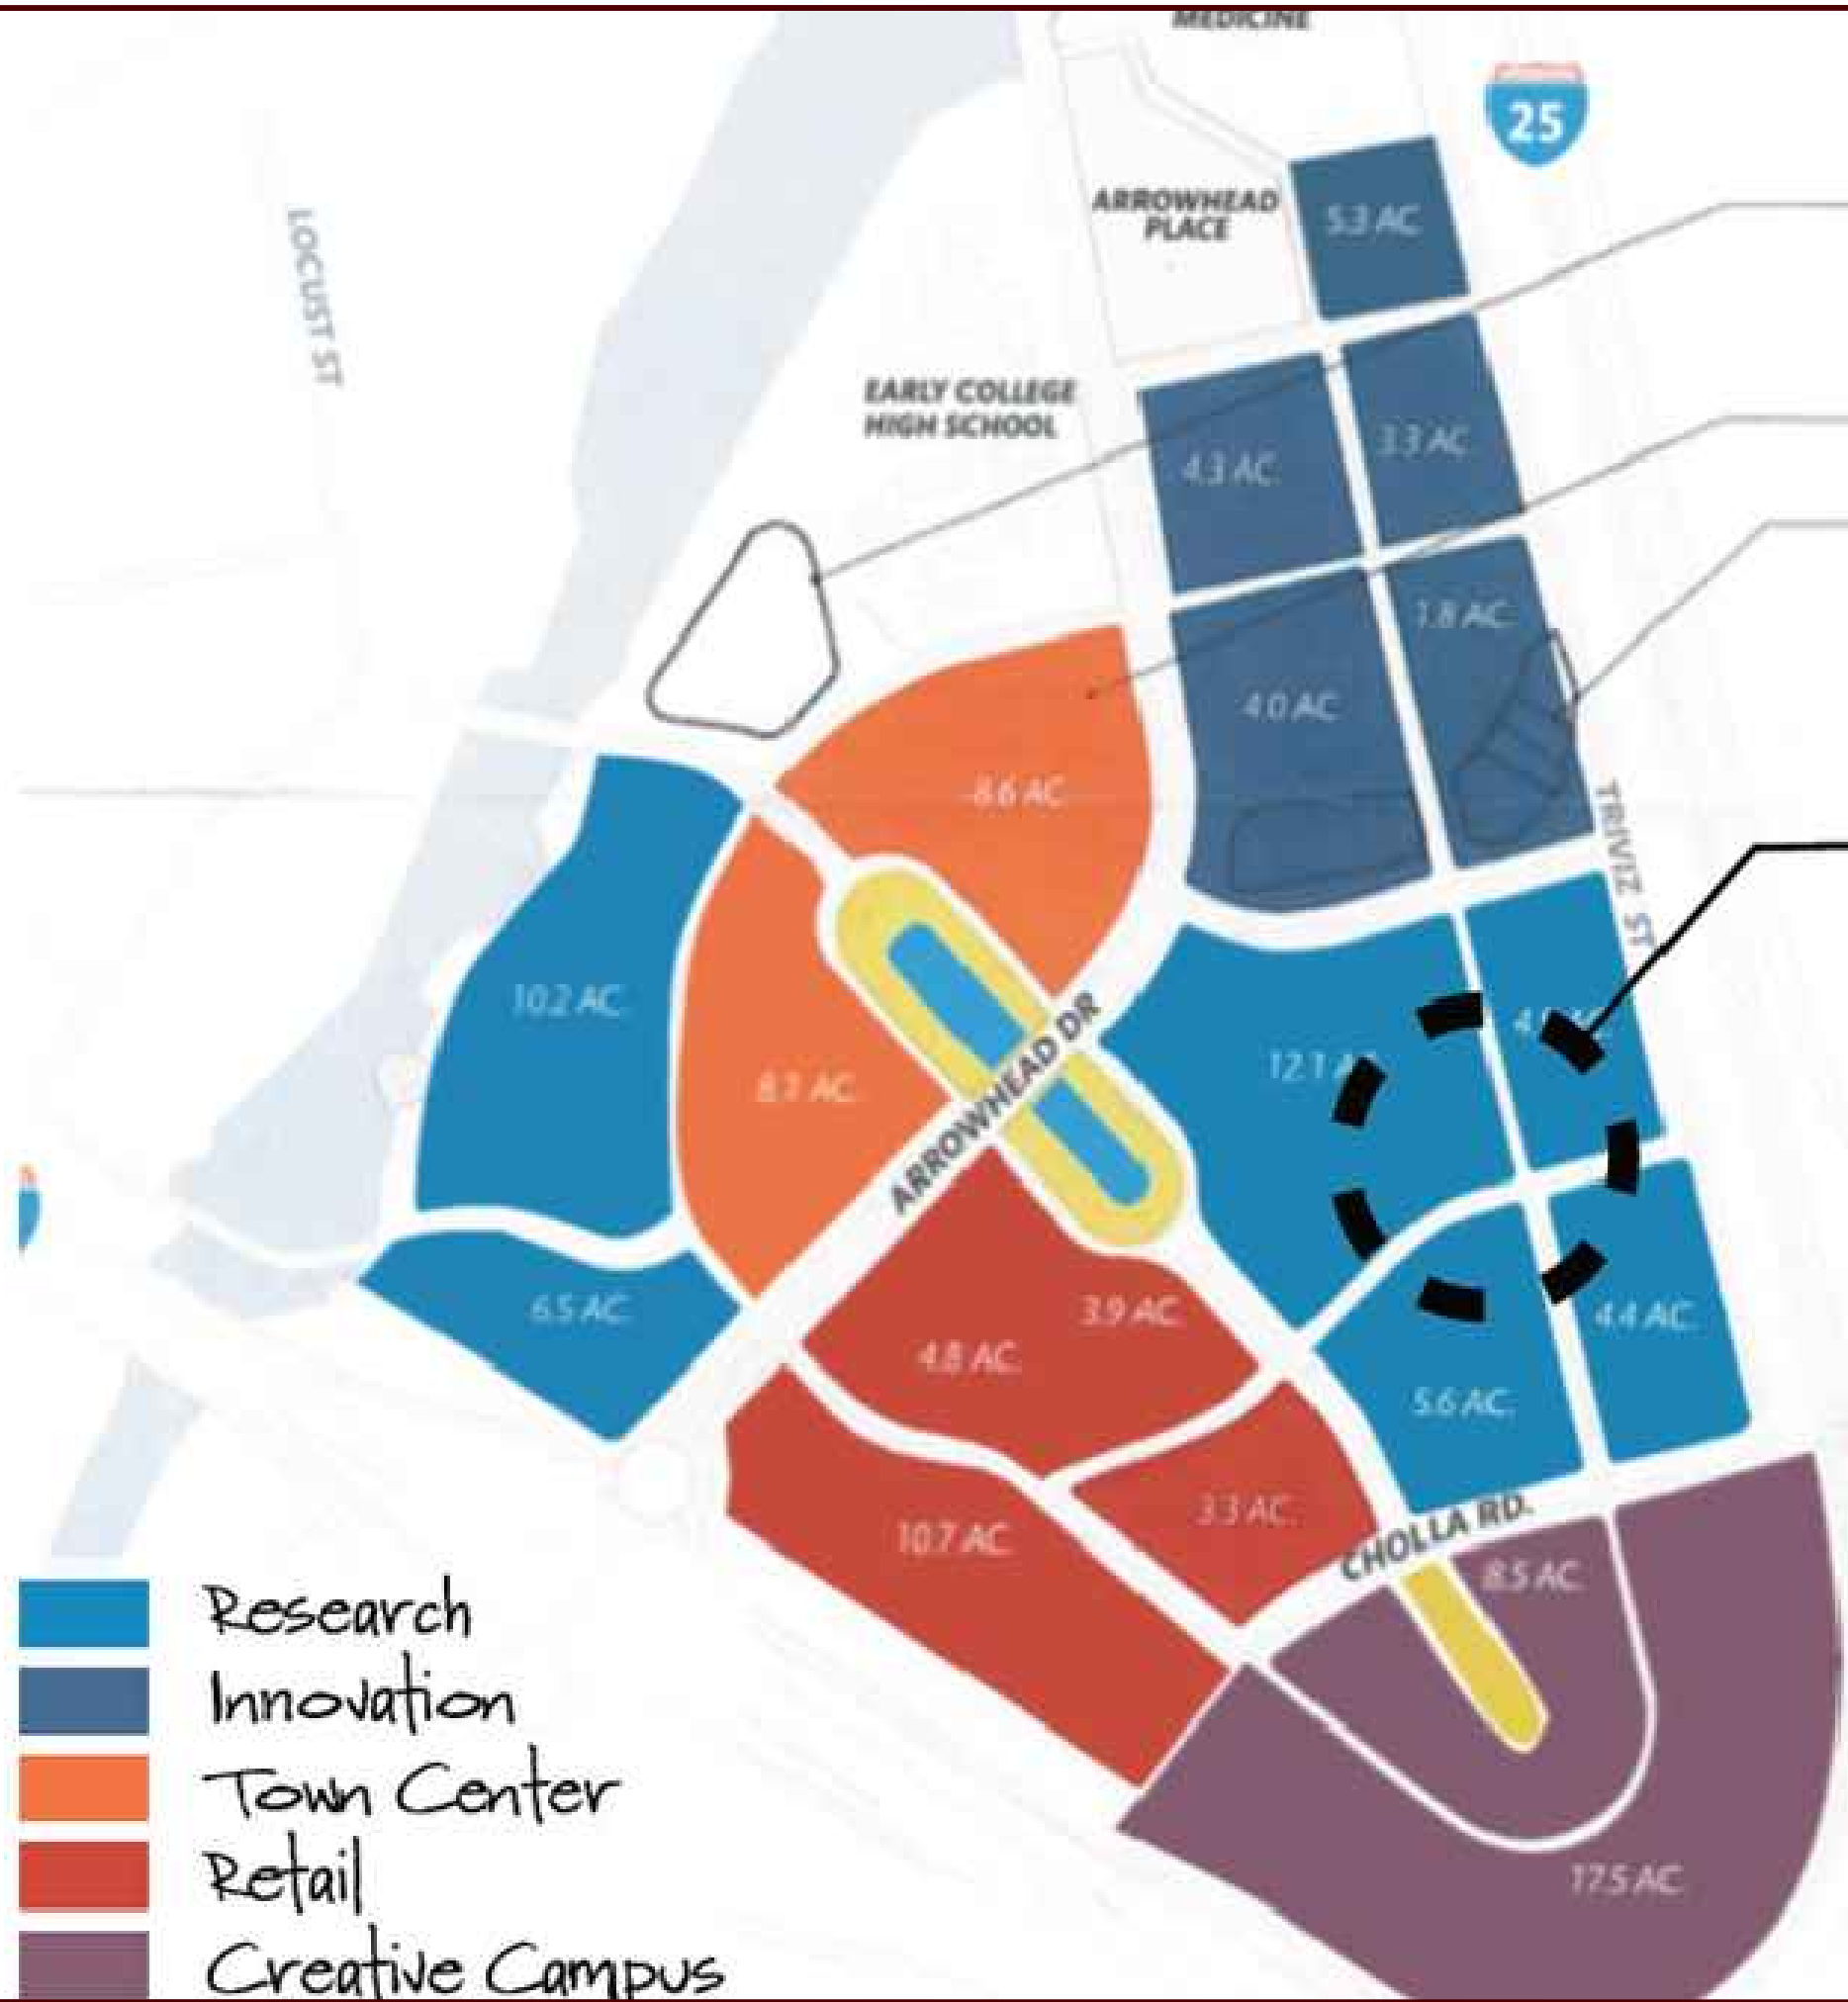 MEDICINE
25
ARROWHEAD
PLACE
5.3 AC.
LOCUST ST
EARLY COLLEGE
HIGH SCHOOL
4.3 AC.
3.3 AC.
1.8 AC.
4.0 AC.
8.6 AC.
TRIVIZ ST
10.2 AC.
12.1 AC.
ARROWHEAD DR
6.5 AC.
3.9 AC.
4.8 AC.
4.4 AC.
5.6 AC.
3.3 AC.
10.7 AC.
CHOLLA RD.
8.5 AC.
17.5 AC.
Research
Innovation
Town Center
Retail
Creative Campus